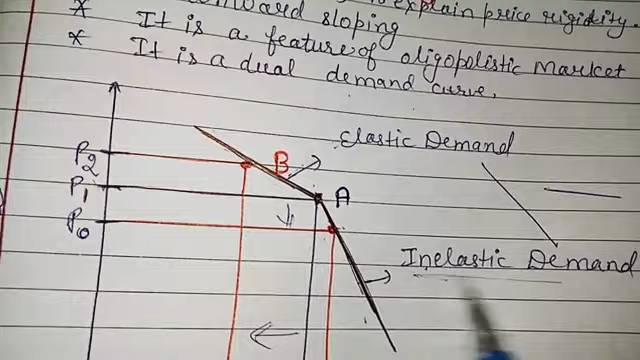 sloping
explain price rigidity.
* It is a feature of oligopolistic Market
* It is a dual demand curve.
Elastic Demand
P2
B
P1
A
P0
Inelastic Demand